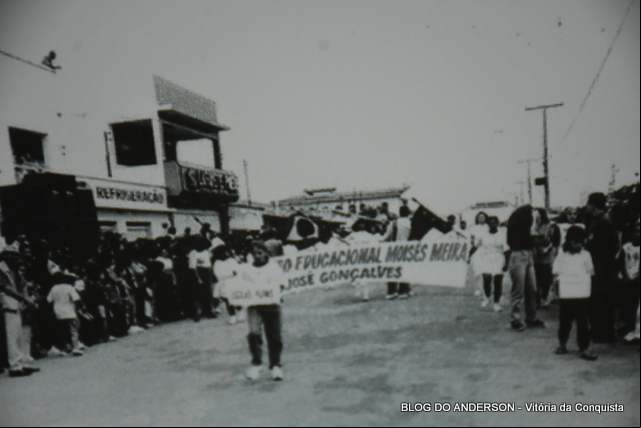 REFRIGERAÇÃO
O EDUCACIONAL MOISÉS MEIRA
JOSÉ GONÇALVES
BLOG DO ANDERSON - Vitória da Conquista